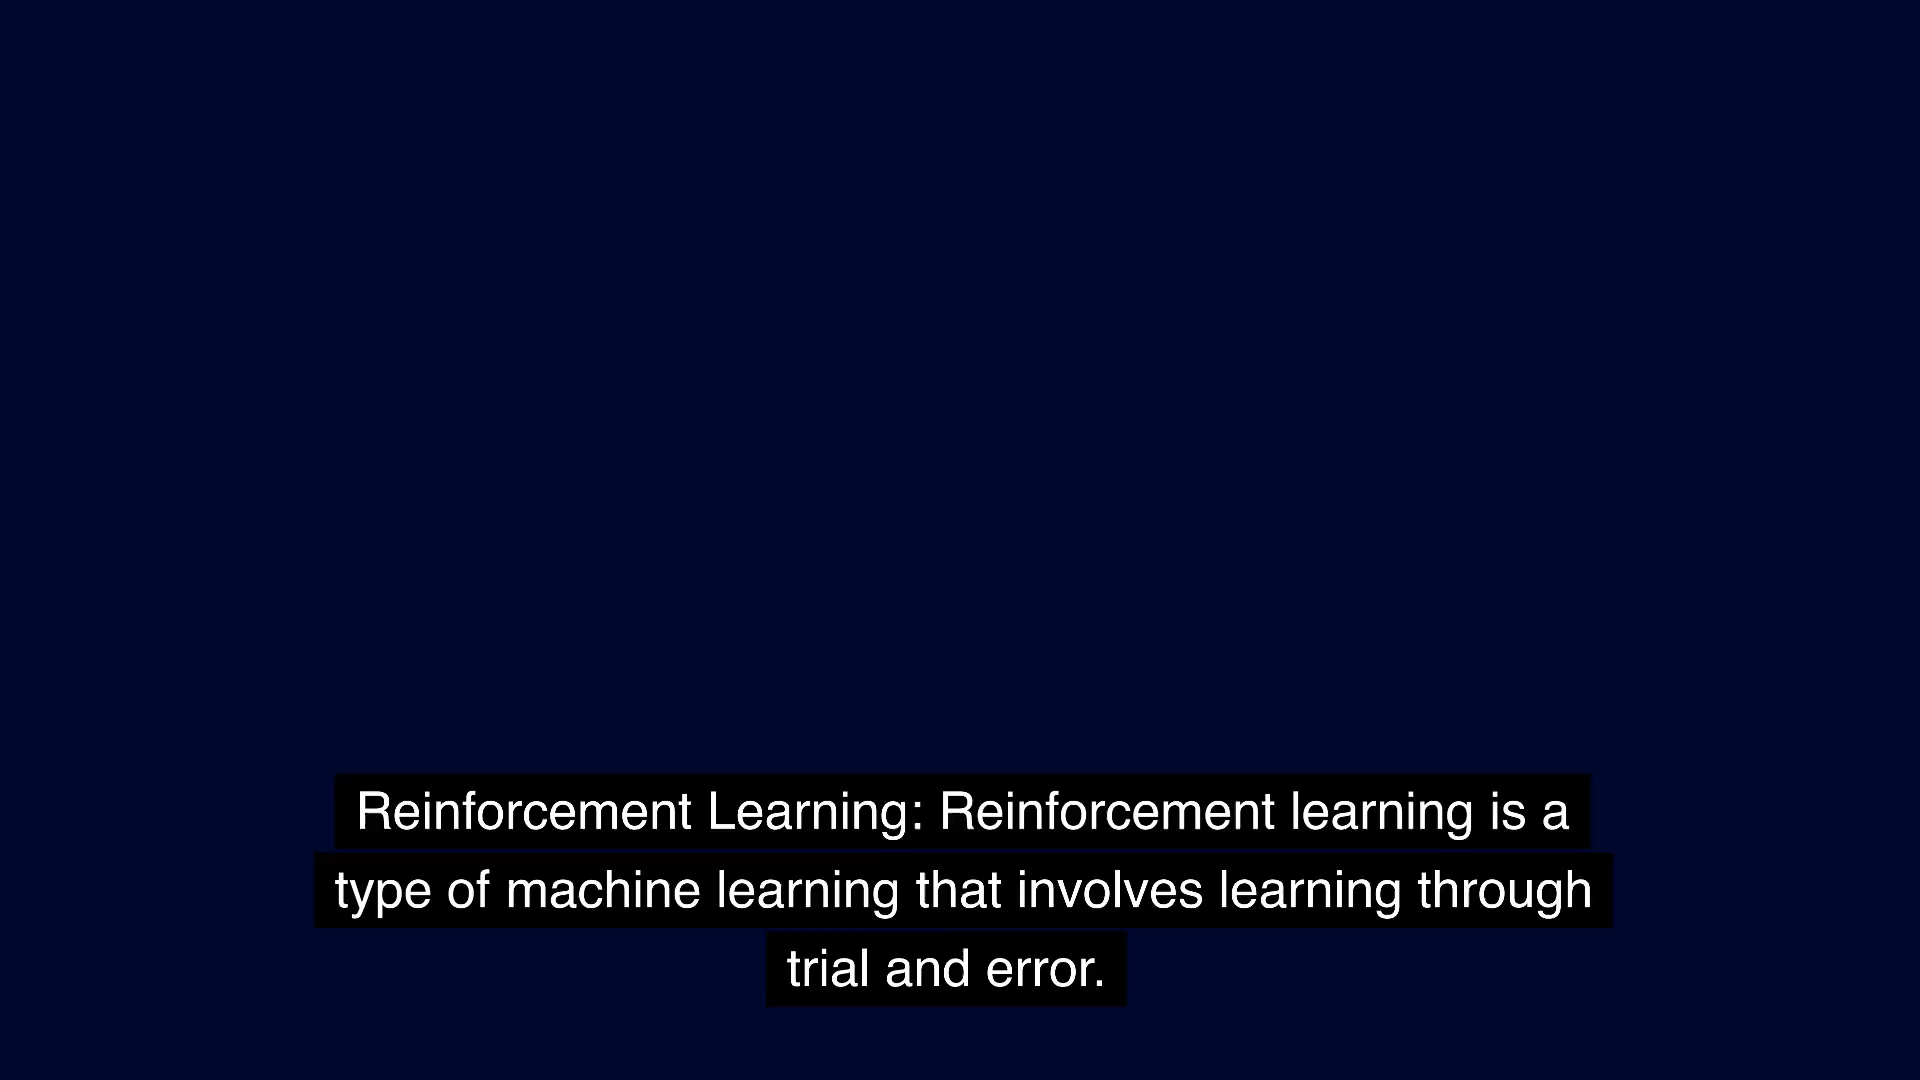 Reinforcement Learning: Reinforcement learning is a
type of machine learning that involves learning through
trial and error.